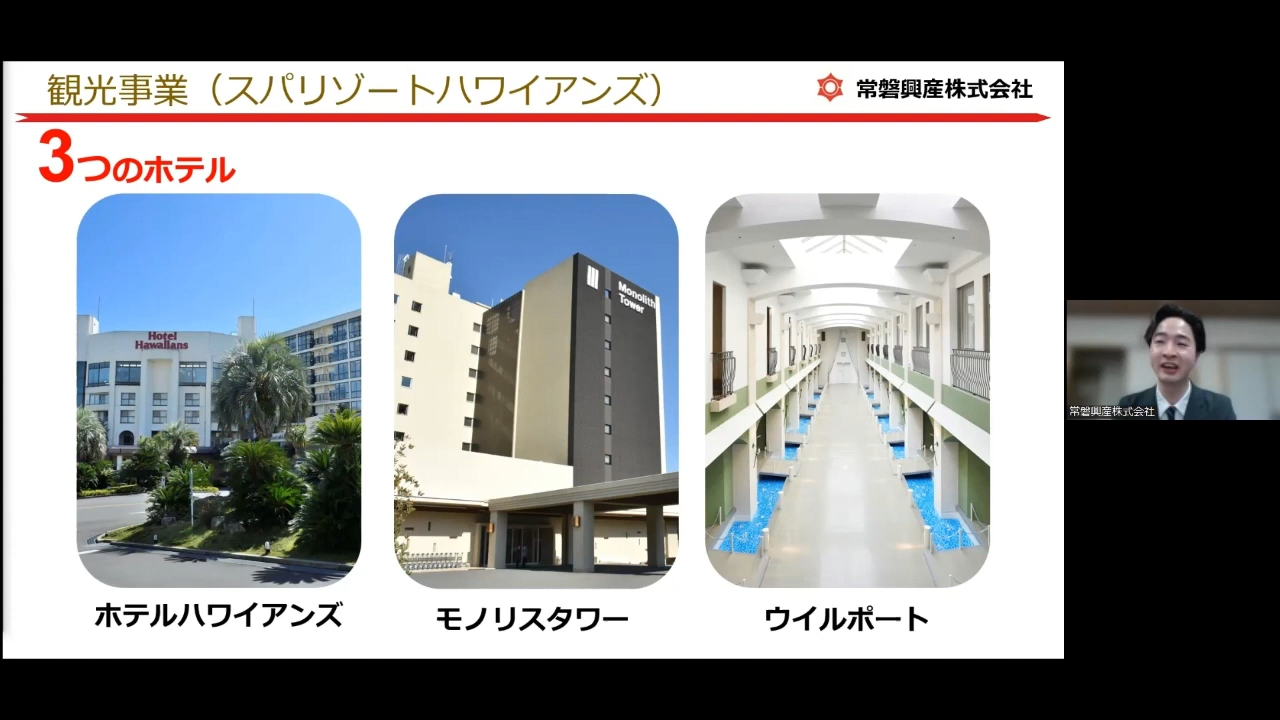 観光事業（スパリゾートハワイアンズ）
常磐興産株式会社
3つのホテル
Hotel
Hawaiians
Monolith
Tower
ホテルハワイアンズ
モノリスタワー
ウイルポート
常磐興産株式会社